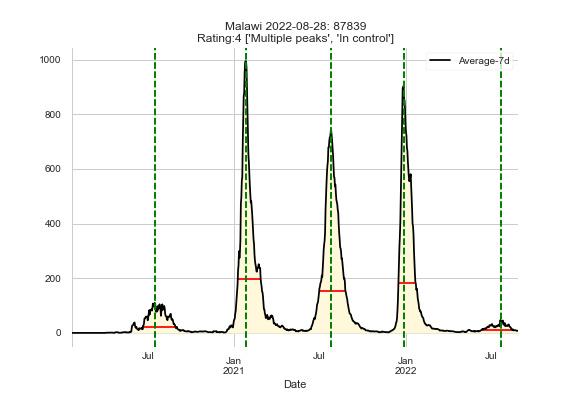 Malawi 2022-08-28: 87839
Rating:4 ['Multiple peaks', 'In control']
Average-7d
1000
800
600
400
200
0
Jul
Jan
2021
Jul
Jan
2022
Jul
Date